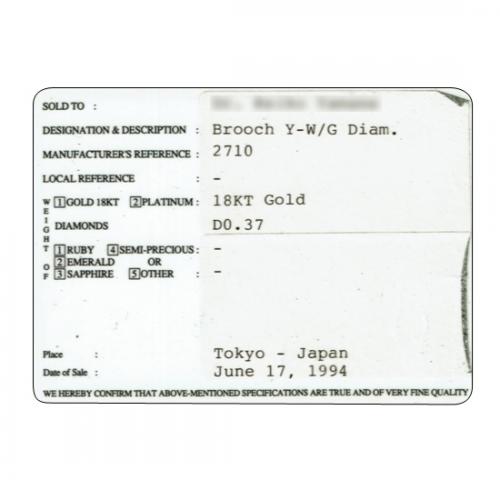 SOLD TO :
DESIGNATION & DESCRIPTION : Brooch Y-W/G Diam.
MANUFACTURER'S REFERENCE : 2710
LOCAL REFERENCE : -
WEIGHT OF
1 GOLD 18KT 2 PLATINUM : 18KT Gold
DIAMONDS D0.37
1 RUBY 4 SEMI-PRECIOUS : -
2 EMERALD OR
3 SAPPHIRE 5 OTHER : -
Place : Tokyo - Japan
Date of Sale : June 17, 1994
WE HEREBY CONFIRM THAT ABOVE-MENTIONED SPECIFICATIONS ARE TRUE AND OF VERY FINE QUALITY